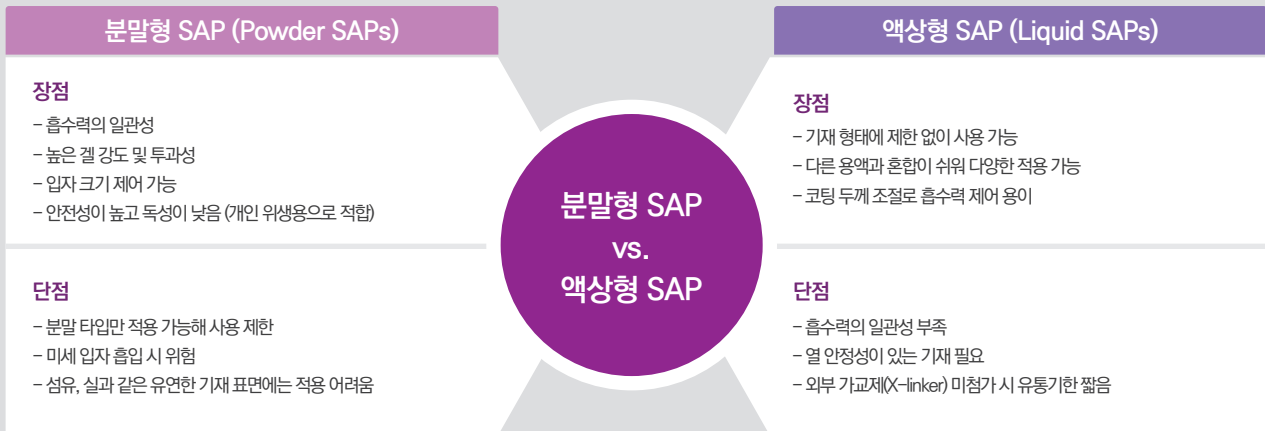 분말형 SAP (Powder SAPs)
장점
- 흡수력의 일관성
- 높은 겔 강도 및 투과성
- 입자 크기 제어 가능
- 안전성이 높고 독성이 낮음 (개인 위생용으로 적합)
단점
- 분말 타입만 적용 가능해 사용 제한
- 미세 입자 흡입 시 위험
- 섬유, 실과 같은 유연한 기재 표면에는 적용 어려움
분말형 SAP
vs.
액상형 SAP
액상형 SAP (Liquid SAPs)
장점
- 기재 형태에 제한 없이 사용 가능
- 다른 용액과 혼합이 쉬워 다양한 적용 가능
- 코팅 두께 조절로 흡수력 제어 용이
단점
- 흡수력의 일관성 부족
- 열 안정성이 있는 기재 필요
- 외부 가교제(X-linker) 미첨가 시 유통기한 짧음